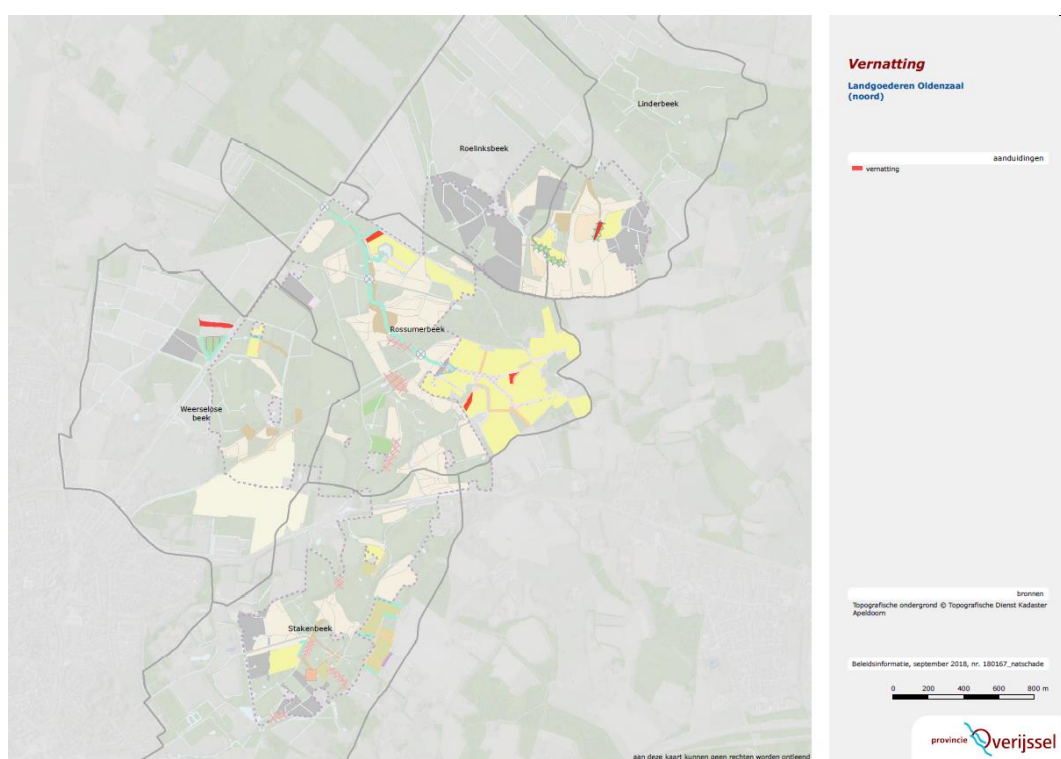 Linderbeek
Roelinksbeek
Rossumerbeek
Weerselose
beek
Stakenbeek
aan deze kaart kunnen geen rechten worden ontleend
Vernatting
Landgoederen Oldenzaal
(noord)
aanduidingen
vernatting
bronnen
Topografische ondergrond © Topografische Dienst Kadaster
Apeldoorn
Beleidsinformatie, september 2018, nr. 180167_natschade
0 200 400 600 800 m
provincie Overijssel